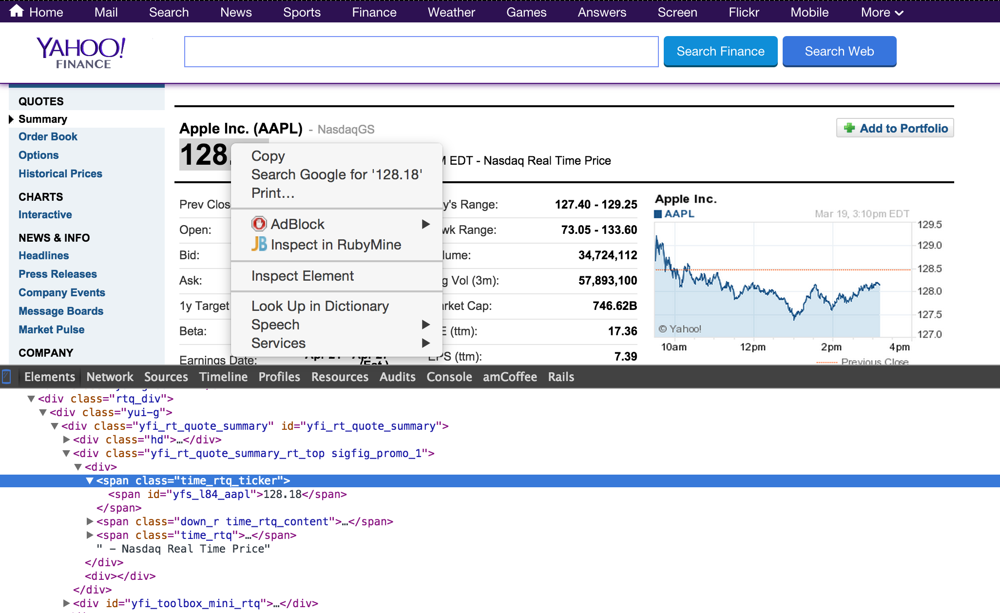 Home Mail Search News Sports Finance Weather Games Answers Screen Flickr Mobile More
YAHOO!
FINANCE
Search Finance
Search Web
QUOTES
Summary
Order Book
Options
Historical Prices
CHARTS
Interactive
NEWS & INFO
Headlines
Press Releases
Company Events
Message Boards
Market Pulse
COMPANY
Apple Inc. (AAPL) - NasdaqGS
Add to Portfolio
128.
EDT - Nasdaq Real Time Price
Copy
Search Google for '128.18'
Print...
AdBlock
Inspect in RubyMine
Inspect Element
Look Up in Dictionary
Speech
Services
Prev Clos
Open:
Bid:
Ask:
1y Target
Beta:
Earnings Date:
y's Range: 127.40 - 129.25
wk Range: 73.05 - 133.60
lume: 34,724,112
g Vol (3m): 57,893,100
rket Cap: 746.62B
E (ttm): 17.36
EPS (ttm): 7.39
Apple Inc.
AAPL Mar 19, 3:10pm EDT
129.5
129.0
128.5
128.0
127.5
127.0
© Yahoo!
10am 12pm 2pm 4pm
Previous Close
Elements Network Sources Timeline Profiles Resources Audits Console amCoffee Rails
<div class="rtq_div">
<div class="yui-g">
<div class="yfi_rt_quote_summary" id="yfi_rt_quote_summary">
<div class="hd">…</div>
<div class="yfi_rt_quote_summary_rt_top sigfig_promo_1">
<div>
<span class="time_rtq_ticker">
<span id="yfs_l84_aapl">128.18</span>
</span>
<span class="down_r time_rtq_content">…</span>
<span class="time_rtq">…</span>
" - Nasdaq Real Time Price"
</div>
<div></div>
</div>
<div id="yfi_toolbox_mini_rtq">…</div>